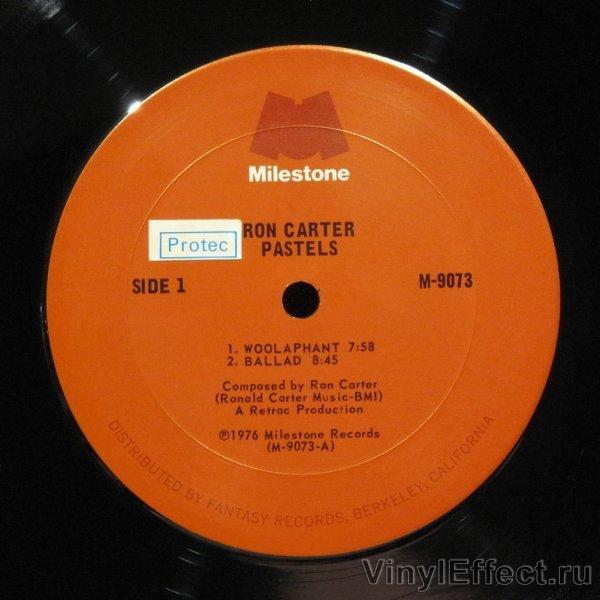 Milestone
RON CARTER
PASTELS
Protec
SIDE 1
M-9073
1. WOOLAPHANT 7:58
2. BALLAD 8:45
Composed by Ron Carter
(Ronald Carter Music-BMI)
A Retrac Production
℗1976 Milestone Records
(M-9073-A)
DISTRIBUTED BY FANTASY RECORDS, BERKELEY, CALIFORNIA
VinylEffect.ru